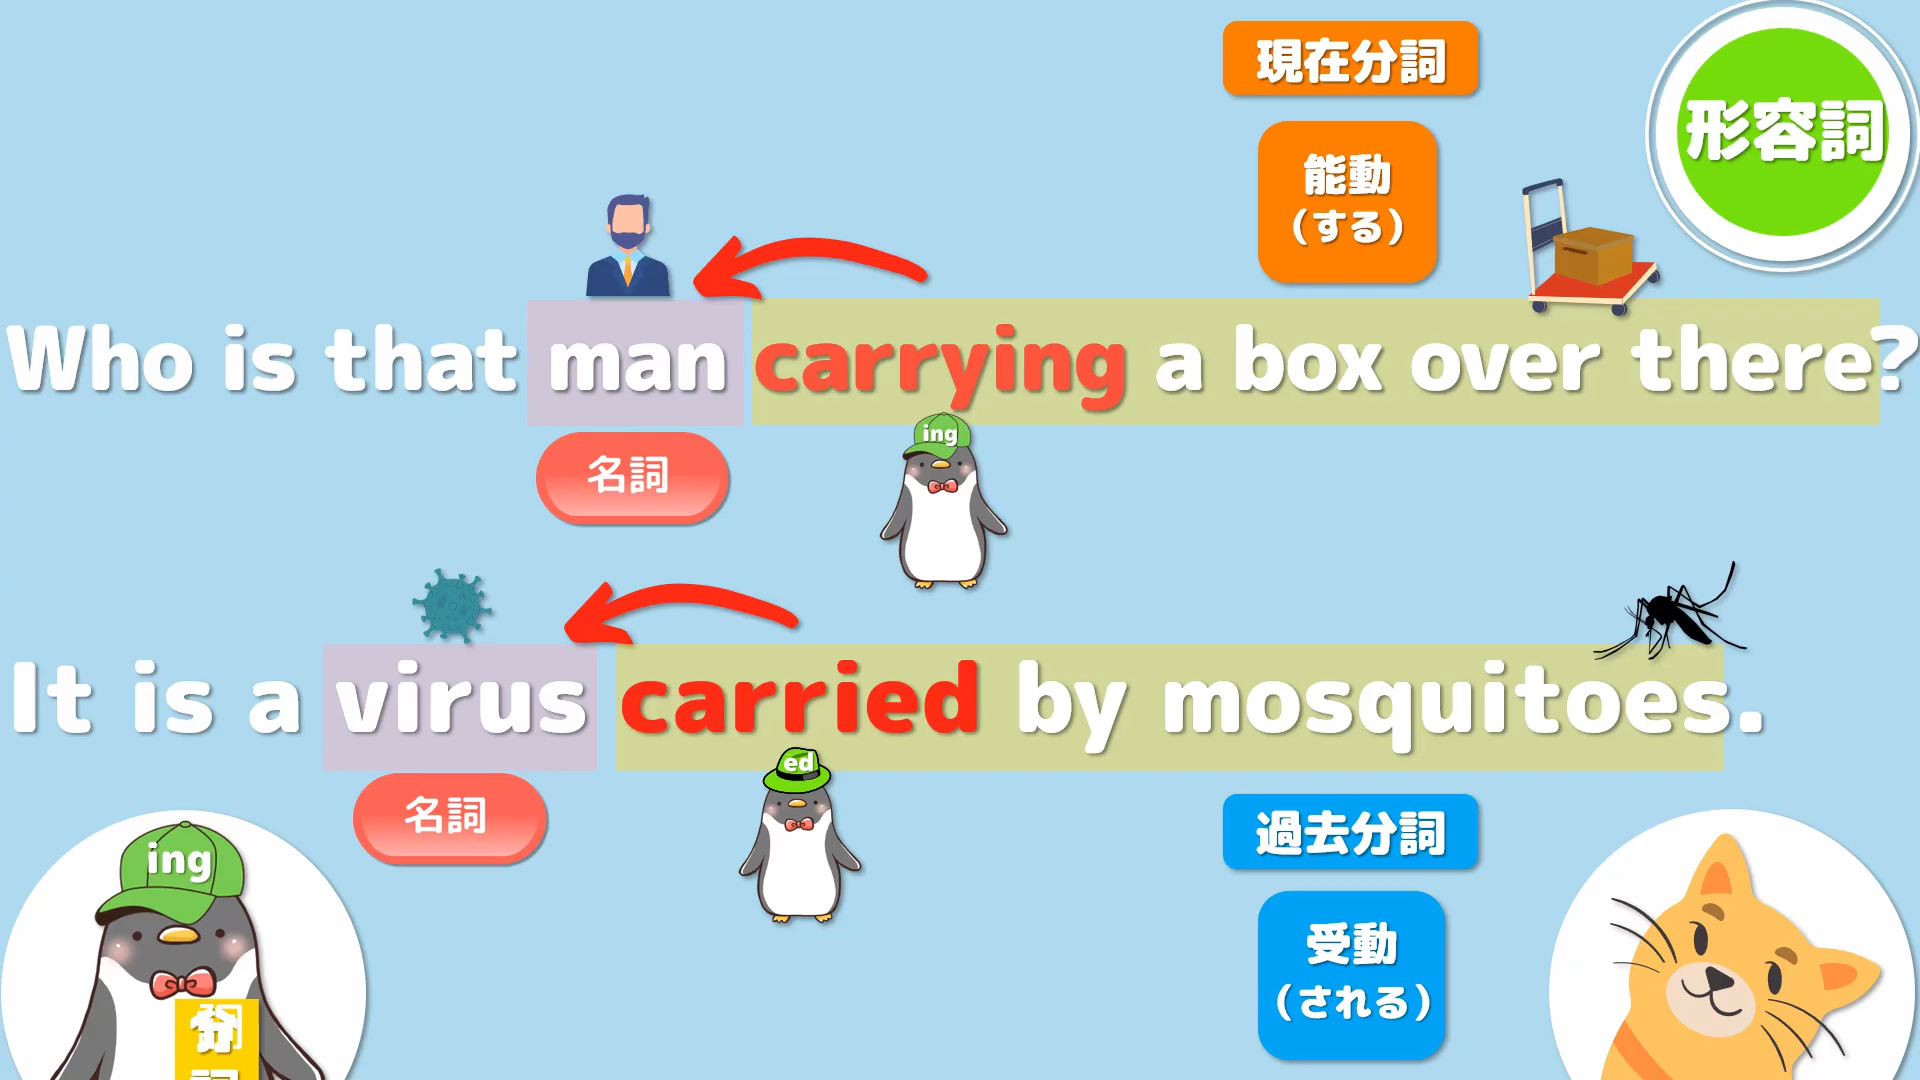 現在分詞
形容詞
能動
（する）
Who is that man carrying a box over there?
名詞
ing
It is a virus carried by mosquitoes.
名詞
ed
過去分詞
受動
（される）
ing